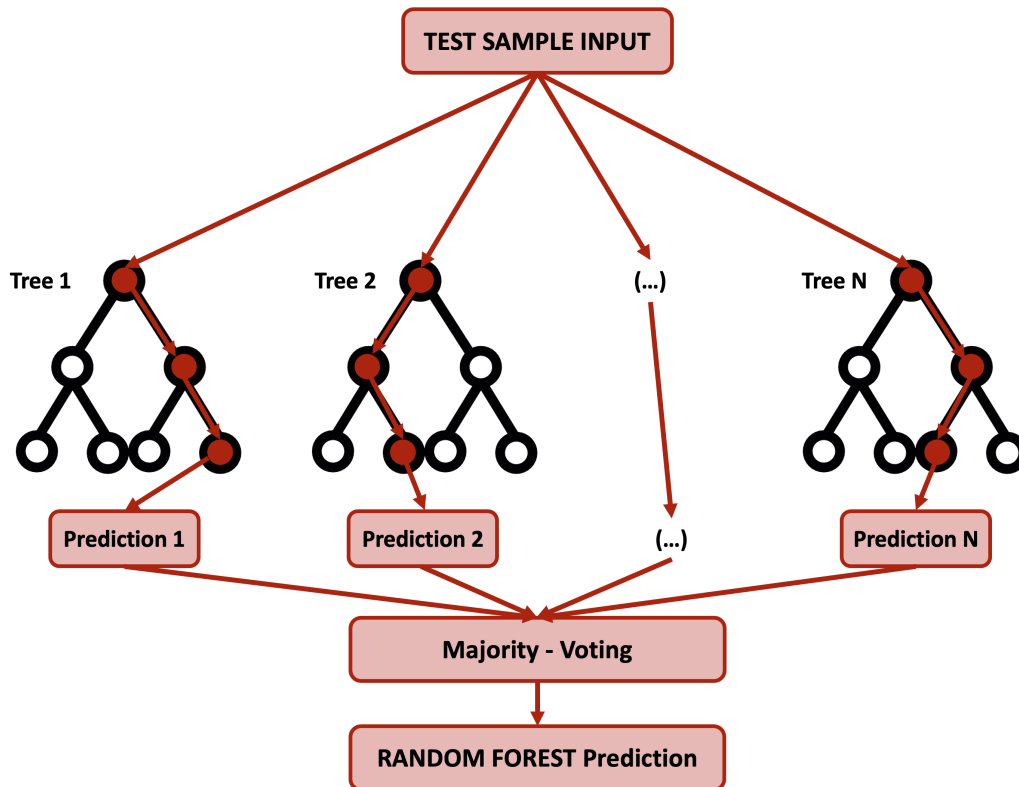 TEST SAMPLE INPUT
Tree 1
Tree 2
(...)
Tree N
Prediction 1
Prediction 2
(...)
Prediction N
Majority - Voting
RANDOM FOREST Prediction